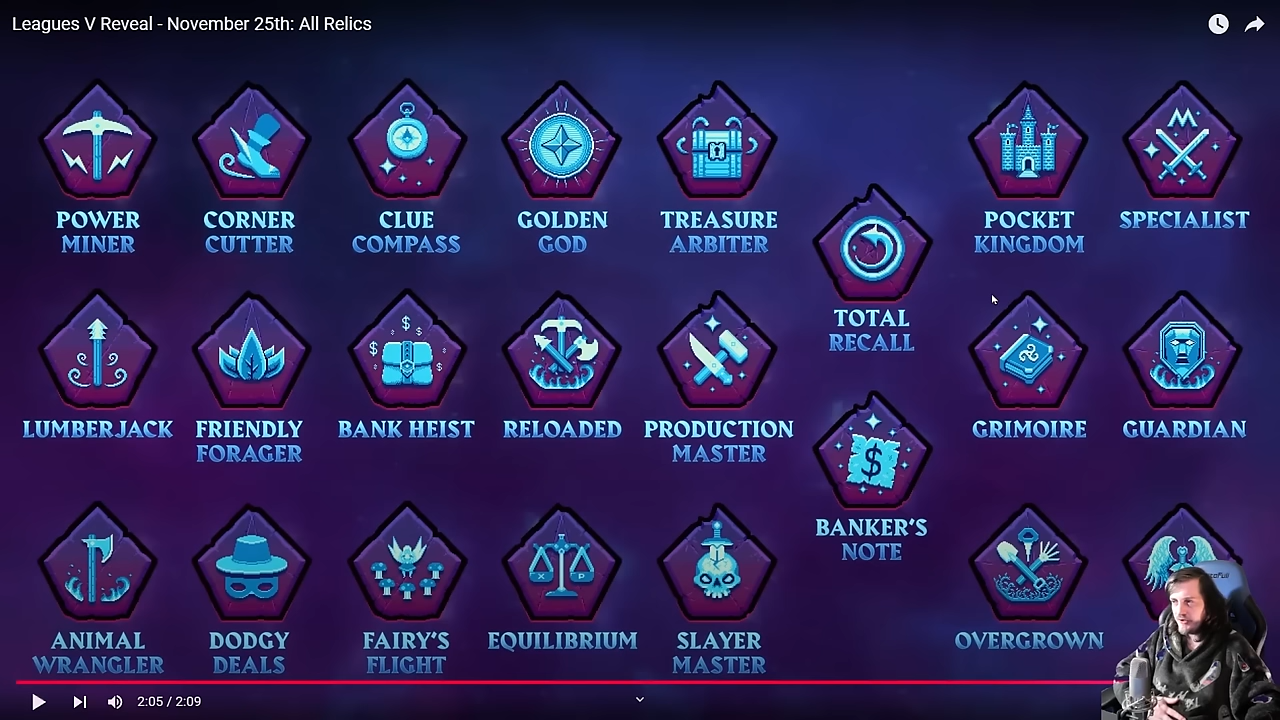 Leagues V Reveal - November 25th: All Relics
POWER
MINER
CORNER
CUTTER
CLUE
COMPASS
GOLDEN
GOD
TREASURE
ARBITER
POCKET
KINGDOM
SPECIALIST
TOTAL
RECALL
LUMBERJACK
FRIENDLY
FORAGER
BANK HEIST
RELOADED
PRODUCTION
MASTER
GRIMOIRE
GUARDIAN
BANKER'S
NOTE
ANIMAL
WRANGLER
DODGY
DEALS
FAIRY'S
FLIGHT
EQUILIBRIUM
SLAYER
MASTER
OVERGROWN
2:05 / 2:09